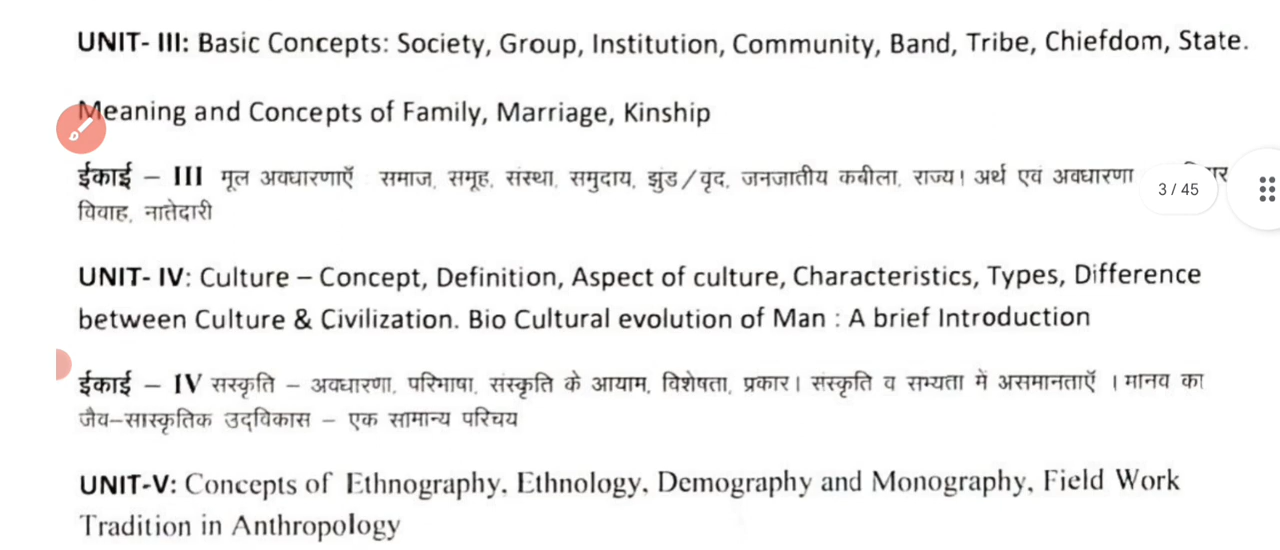 UNIT- III: Basic Concepts: Society, Group, Institution, Community, Band, Tribe, Chiefdom, State.
Meaning and Concepts of Family, Marriage, Kinship
ईकाई – III मूल अवधारणाएँ : समाज, समूह, संस्था, समुदाय, झुंड/वृद, जनजातीय कबीला, राज्य। अर्थ एवं अवधारणा
3 / 45
विवाह, नातेदारी
UNIT- IV: Culture – Concept, Definition, Aspect of culture, Characteristics, Types, Difference
between Culture & Civilization. Bio Cultural evolution of Man : A brief Introduction
ईकाई – IV सस्कृति – अवधारणा, परिभाषा, संस्कृति के आयाम, विशेषता, प्रकार। संस्कृति व सभ्यता में असमानताएँ । मानव का
जैव–सास्कृतिक उद्विकास – एक सामान्य परिचय
UNIT-V: Concepts of Ethnography, Ethnology, Demography and Monography, Field Work
Tradition in Anthropology